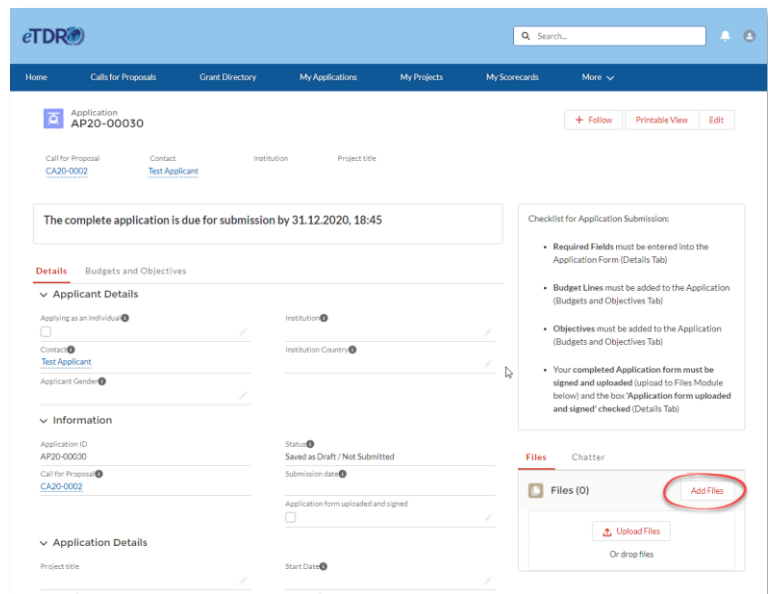 eTDR
Search...
Home Calls for Proposals Grant Directory My Applications My Projects My Scorecards More
Application
AP20-00030
+ Follow Printable View Edit
Call for Proposal Contact Institution Project title
CA20-0002 Test Applicant
The complete application is due for submission by 31.12.2020, 18:45
Details Budgets and Objectives
Applicant Details
Applying as an Individual Institution
Contact Institution Country
Test Applicant
Applicant Gender
Information
Application ID Status
AP20-00030 Saved as Draft / Not Submitted
Call for Proposal Submission date
CA20-0002
Application form uploaded and signed
Application Details
Project title Start Date
Checklist for Application Submission:
• Required Fields must be entered into the
Application Form (Details Tab)
• Budget Lines must be added to the Application
(Budgets and Objectives Tab)
• Objectives must be added to the Application
(Budgets and Objectives Tab)
• Your completed Application form must be
signed and uploaded (upload to Files Module
below) and the box 'Application form uploaded
and signed' checked (Details Tab)
Files Chatter
Files (0) Add Files
Upload Files
Or drop files